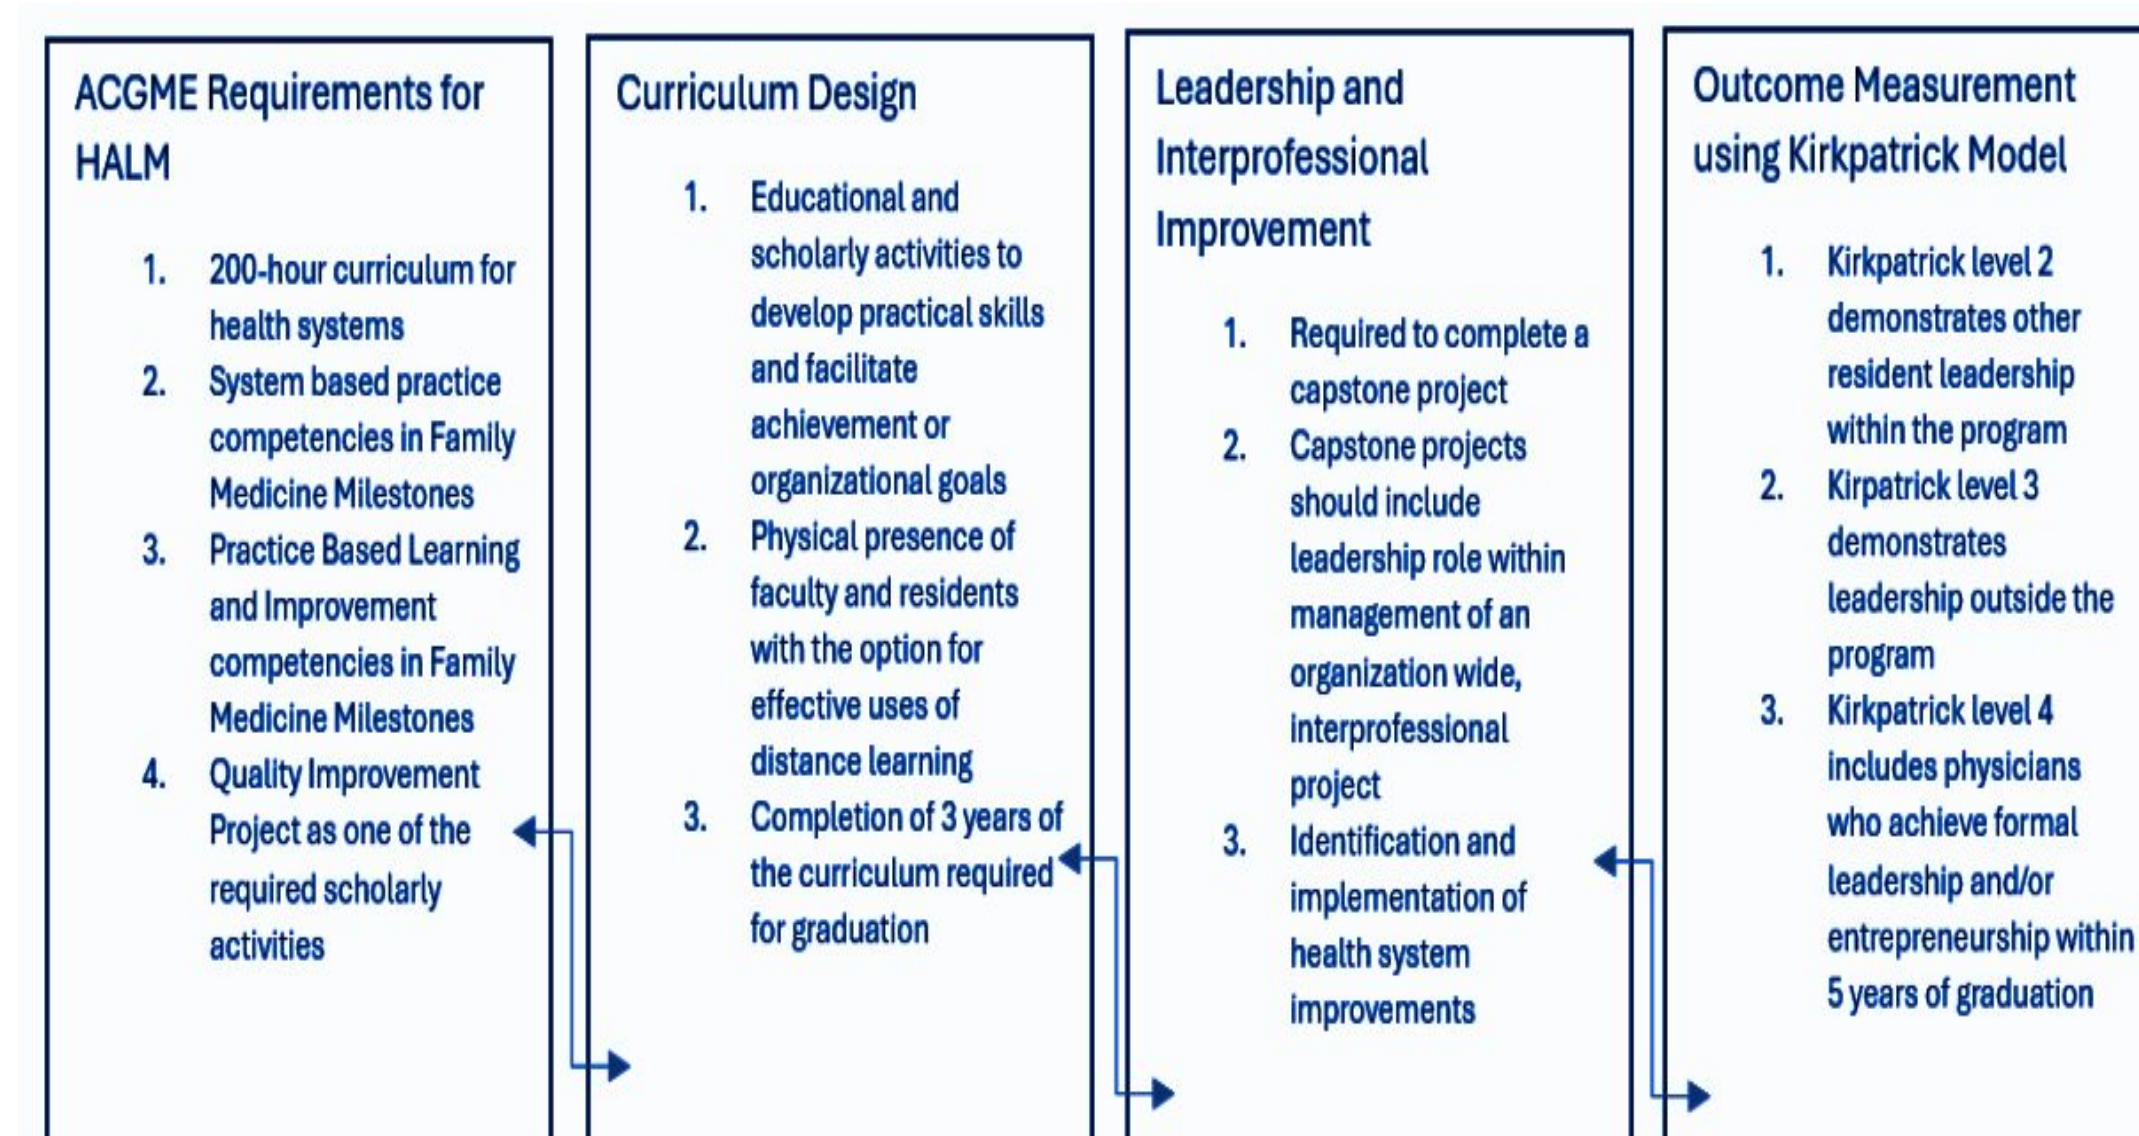 ACGME Requirements for
HALM
1. 200-hour curriculum for
health systems
2. System based practice
competencies in Family
Medicine Milestones
3. Practice Based Learning
and Improvement
competencies in Family
Medicine Milestones
4. Quality Improvement
Project as one of the
required scholarly
activities
Curriculum Design
1. Educational and
scholarly activities to
develop practical skills
and facilitate
achievement or
organizational goals
2. Physical presence of
faculty and residents
with the option for
effective uses of
distance learning
3. Completion of 3 years of
the curriculum required
for graduation
Leadership and
Interprofessional
Improvement
1. Required to complete a
capstone project
2. Capstone projects
should include
leadership role within
management of an
organization wide,
interprofessional
project
3. Identification and
implementation of
health system
improvements
Outcome Measurement
using Kirkpatrick Model
1. Kirkpatrick level 2
demonstrates other
resident leadership
within the program
2. Kirpatrick level 3
demonstrates
leadership outside the
program
3. Kirkpatrick level 4
includes physicians
who achieve formal
leadership and/or
entrepreneurship within
5 years of graduation